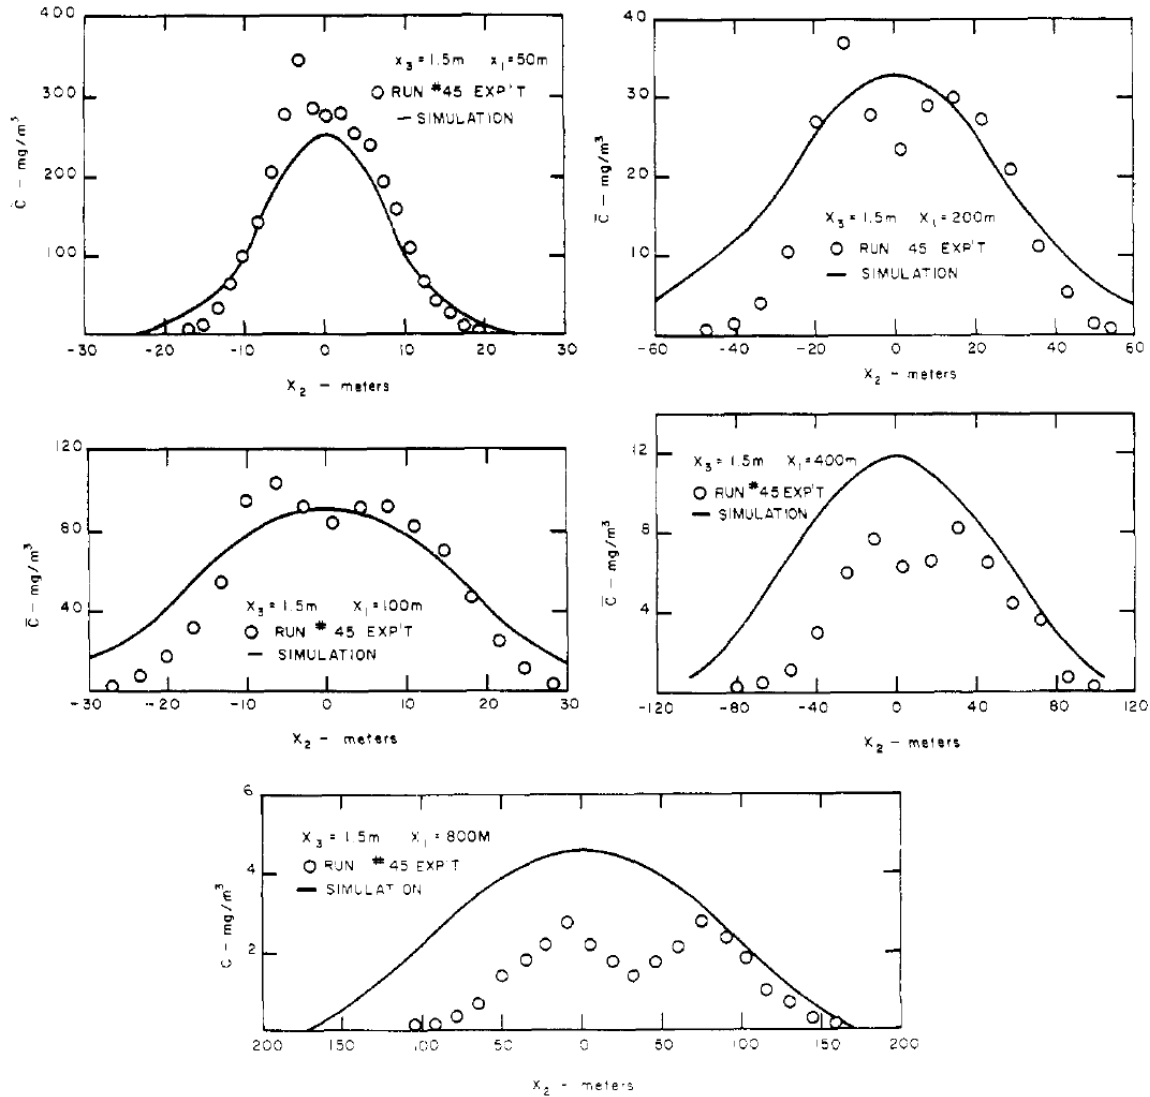 400
300
200
100
C̄ – mg/m³
X₃ = 1.5m X₁ = 50m
RUN #45 EXP'T
SIMULATION
-30 -20 -10 0 10 20 30
X₂ – meters
40
30
20
10
C̄ – mg/m³
X₃ = 1.5m X₁ = 200m
RUN 45 EXP'T
SIMULATION
-60 -40 -20 0 20 40 60
X₂ – meters
120
80
40
C̄ – mg/m³
X₃ = 1.5m X₁ = 100m
RUN # 45 EXP'T
SIMULATION
-30 -20 -10 0 10 20 30
X₂ – meters
12
8
4
C̄ – mg/m³
X₃ = 1.5m X₁ = 400m
RUN #45 EXP'T
SIMULATION
-120 -80 -40 0 40 80 120
X₂ – meters
6
4
2
C – mg/m³
X₃ = 1.5m X₁ = 800M
RUN #45 EXP'T
SIMULATION
200 150 100 50 0 50 100 150 200
X₂ – meters